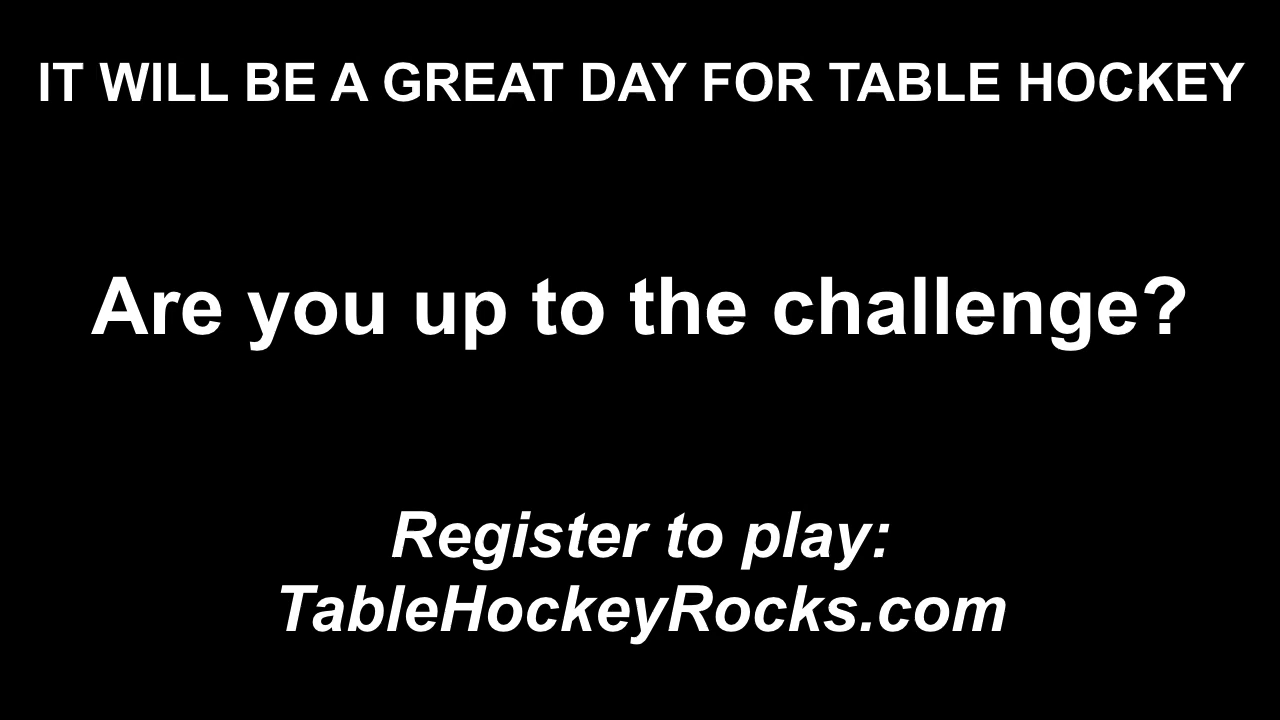 IT WILL BE A GREAT DAY FOR TABLE HOCKEY
Are you up to the challenge?
Register to play:
TableHockeyRocks.com